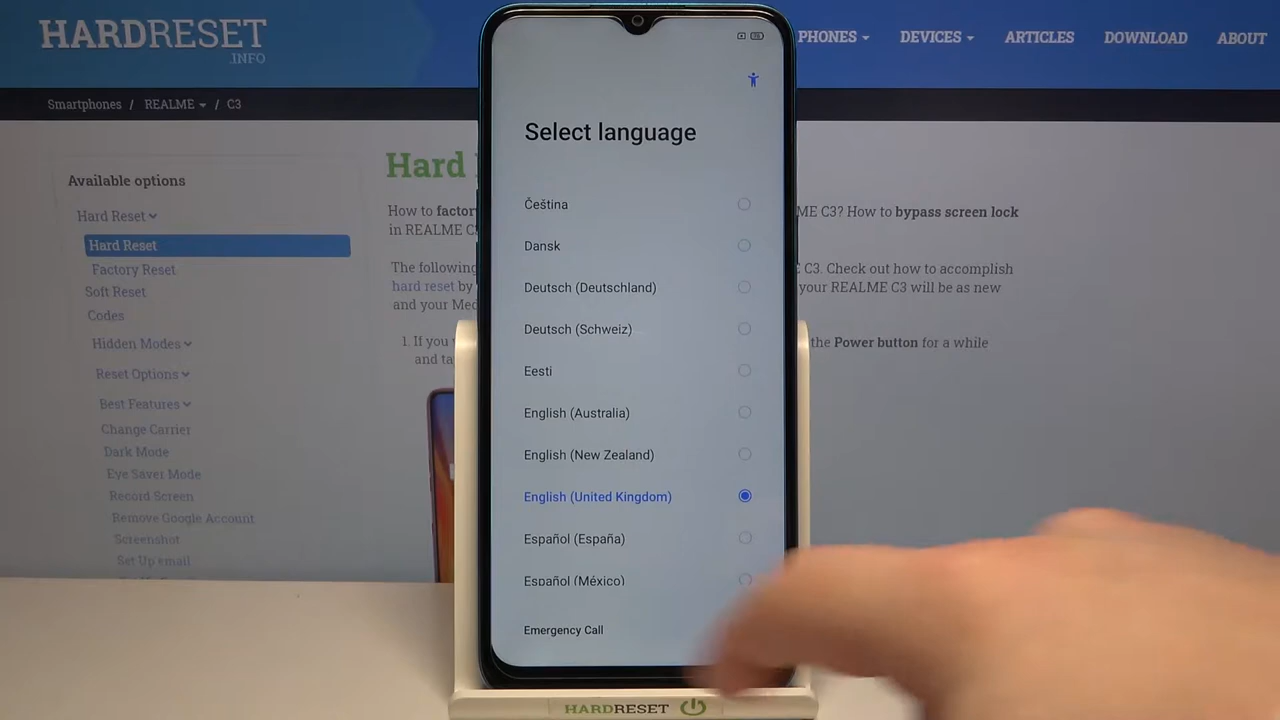 HARDRESET
.INFO
PHONES
DEVICES
ARTICLES
DOWNLOAD
ABOUT
Smartphones / REALME / C3
Available options
Hard Reset
Hard Reset
Factory Reset
Soft Reset
Codes
Hidden Modes
Reset Options
Best Features
Change Carrier
Dark Mode
Eye Saver Mode
Record Screen
Remove Google Account
Screenshot
Set Up email
Hard
How to
in REALME
C3? How to bypass screen lock
The following
C3. Check out how to accomplish
hard reset by
your REALME C3 will be as new
and your
1. If you
the Power button for a while
and
Select language
Čeština
Dansk
Deutsch (Deutschland)
Deutsch (Schweiz)
Eesti
English (Australia)
English (New Zealand)
English (United Kingdom)
Español (España)
Español (México)
Emergency Call
HARDRESET